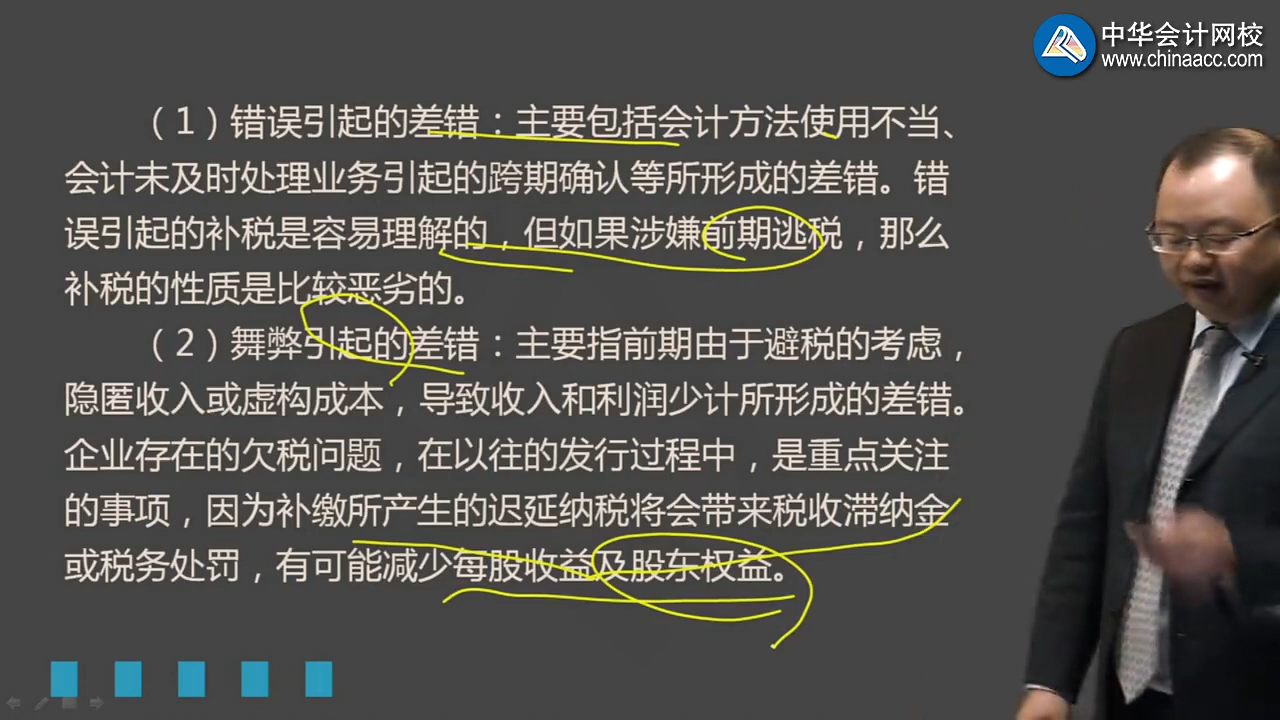 中华会计网校
www.chinaacc.com
（1）错误引起的差错：主要包括会计方法使用不当、
会计未及时处理业务引起的跨期确认等所形成的差错。错
误引起的补税是容易理解的，但如果涉嫌前期逃税，那么
补税的性质是比较恶劣的。
（2）舞弊引起的差错：主要指前期由于避税的考虑，
隐匿收入或虚构成本，导致收入和利润少计所形成的差错。
企业存在的欠税问题，在以往的发行过程中，是重点关注
的事项，因为补缴所产生的迟延纳税将会带来税收滞纳金
或税务处罚，有可能减少每股收益及股东权益。